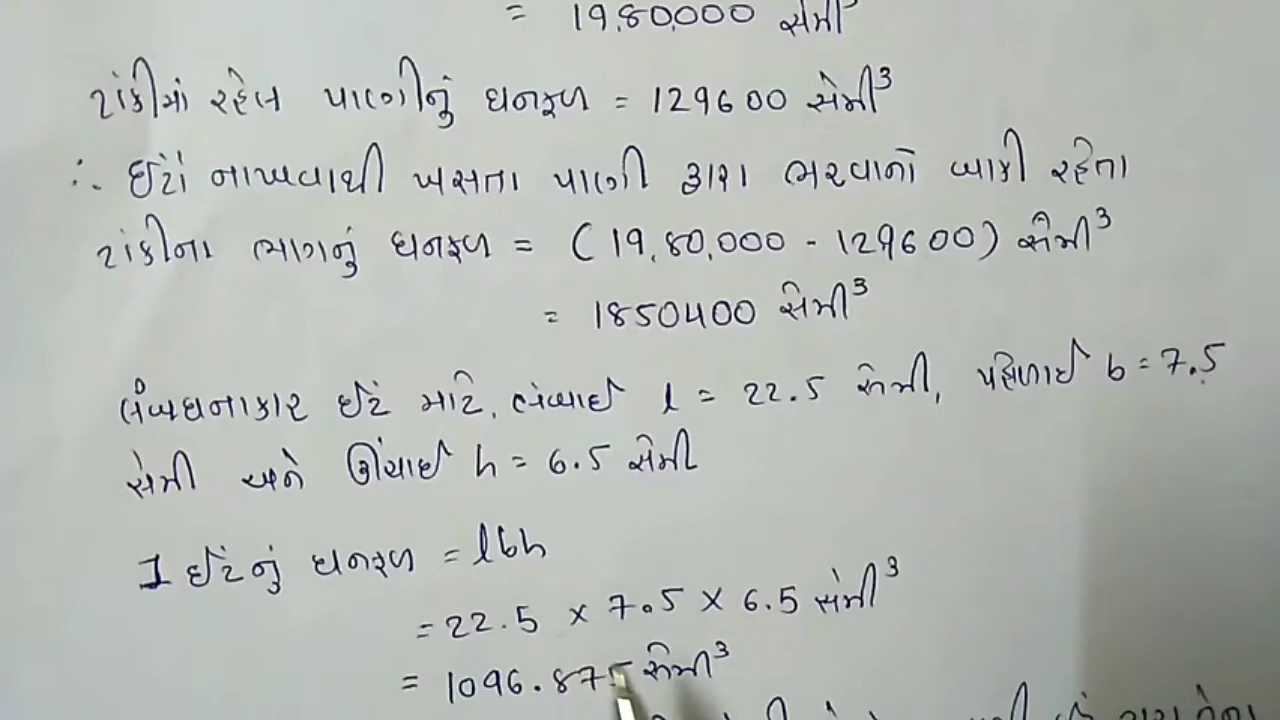 = 19,80,000 સેમી³
ટાંકીમાં રહેલ પાણીનું ઘનફળ = 129600 સેમી³
∴ ઈંટો નાખવાથી ખસતા પાણી દ્વારા ભરવાનો બાકી રહેતા
ટાંકીના ભાગનું ઘનફળ = (19,80,000 - 129600) સેમી³
= 1850400 સેમી³
લંબઘનાકાર ઈંટ માટે, લંબાઈ l = 22.5 સેમી, પહોળાઈ b = 7.5
સેમી અને ઊંચાઈ h = 6.5 સેમી
1 ઈંટનું ઘનફળ = lbh
= 22.5 × 7.5 × 6.5 સેમી³
= 1096.875 સેમી³